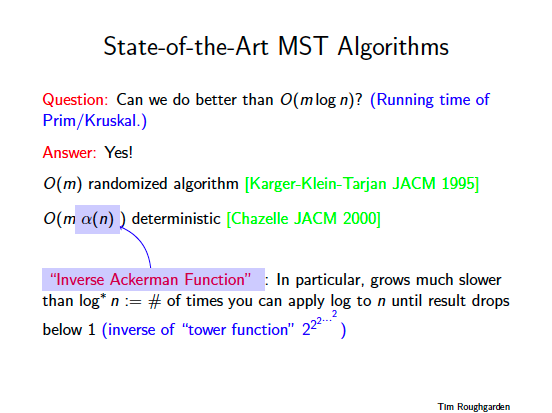 State-of-the-Art MST Algorithms
Question: Can we do better than O(m log n)? (Running time of
Prim/Kruskal.)
Answer: Yes!
O(m) randomized algorithm [Karger-Klein-Tarjan JACM 1995]
O(m α(n) ) deterministic [Chazelle JACM 2000]
“Inverse Ackerman Function” : In particular, grows much slower
than log* n := # of times you can apply log to n until result drops
below 1 (inverse of “tower function” 2^2^2^...^2 )
Tim Roughgarden